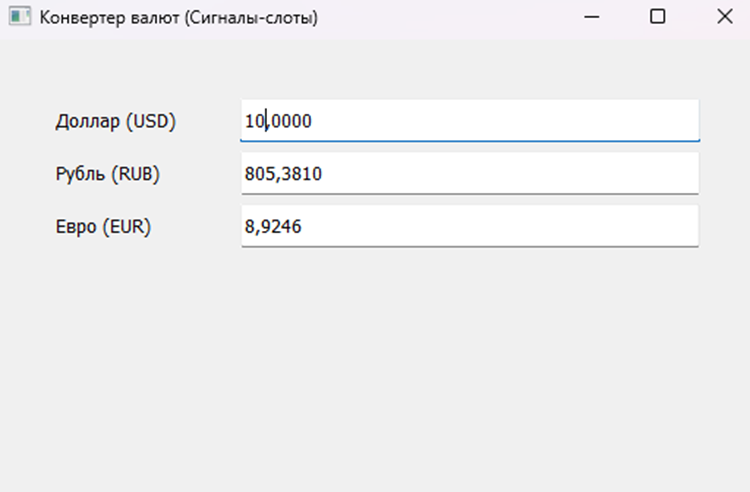 Конвертер валют (Сигналы-слоты)
Доллар (USD) 10,0000
Рубль (RUB) 805,3810
Евро (EUR) 8,9246